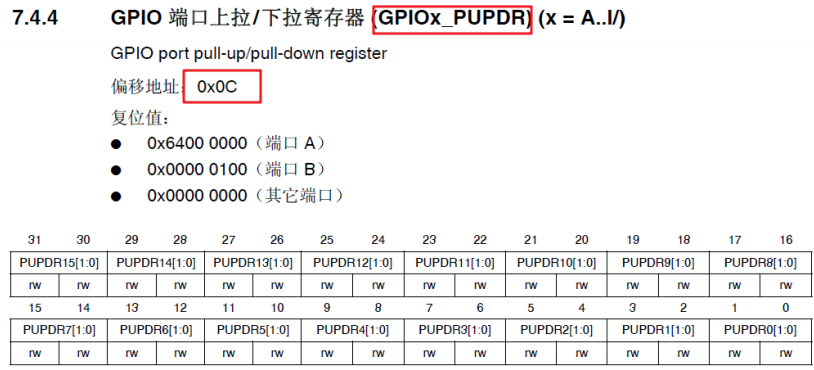 7.4.4 GPIO 端口上拉/下拉寄存器 (GPIOx_PUPDR) (x = A..I/)
GPIO port pull-up/pull-down register
偏移地址: 0x0C
复位值：
● 0x6400 0000（端口 A）
● 0x0000 0100（端口 B）
● 0x0000 0000（其它端口）
31 30 29 28 27 26 25 24 23 22 21 20 19 18 17 16
PUPDR15[1:0] PUPDR14[1:0] PUPDR13[1:0] PUPDR12[1:0] PUPDR11[1:0] PUPDR10[1:0] PUPDR9[1:0] PUPDR8[1:0]
rw rw rw rw rw rw rw rw rw rw rw rw rw rw rw rw
15 14 13 12 11 10 9 8 7 6 5 4 3 2 1 0
PUPDR7[1:0] PUPDR6[1:0] PUPDR5[1:0] PUPDR4[1:0] PUPDR3[1:0] PUPDR2[1:0] PUPDR1[1:0] PUPDR0[1:0]
rw rw rw rw rw rw rw rw rw rw rw rw rw rw rw rw